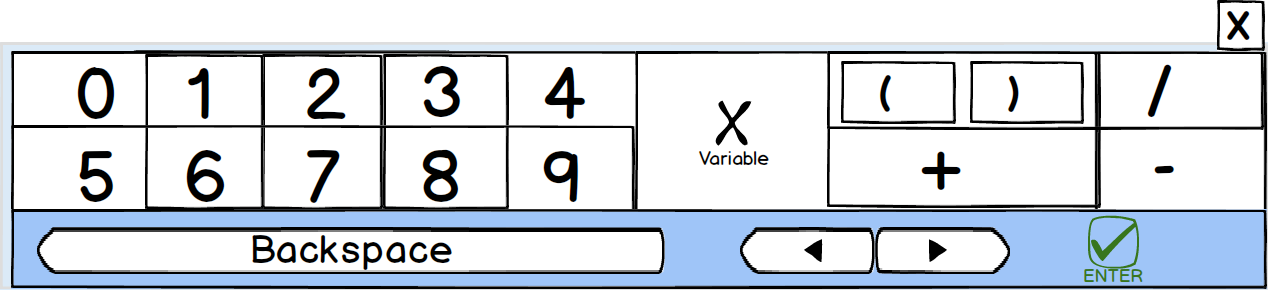 X
0 1 2 3 4
( ) /
X
Variable
5 6 7 8 9
+ -
Backspace
ENTER